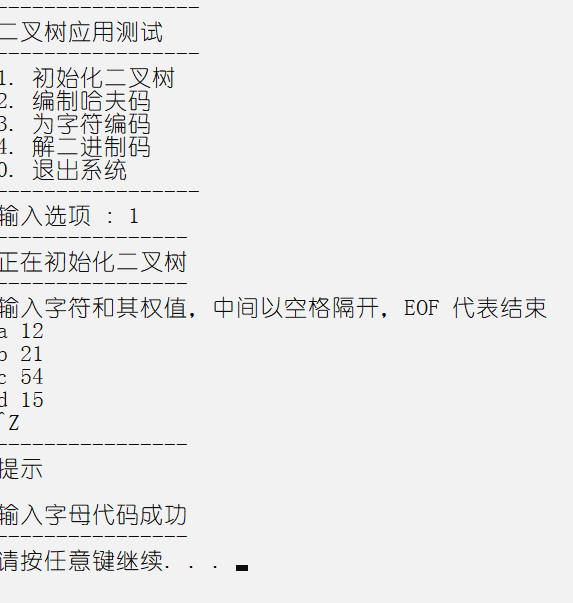 -----------------
二叉树应用测试
-----------------
1. 初始化二叉树
2. 编制哈夫码
3. 为字符编码
4. 解二进制码
0. 退出系统
-----------------
输入选项 : 1
----------------
正在初始化二叉树
----------------
输入字符和其权值，中间以空格隔开，EOF 代表结束
a 12
b 21
c 54
d 15
^Z
----------------
提示
输入字母代码成功
----------------
请按任意键继续. . .